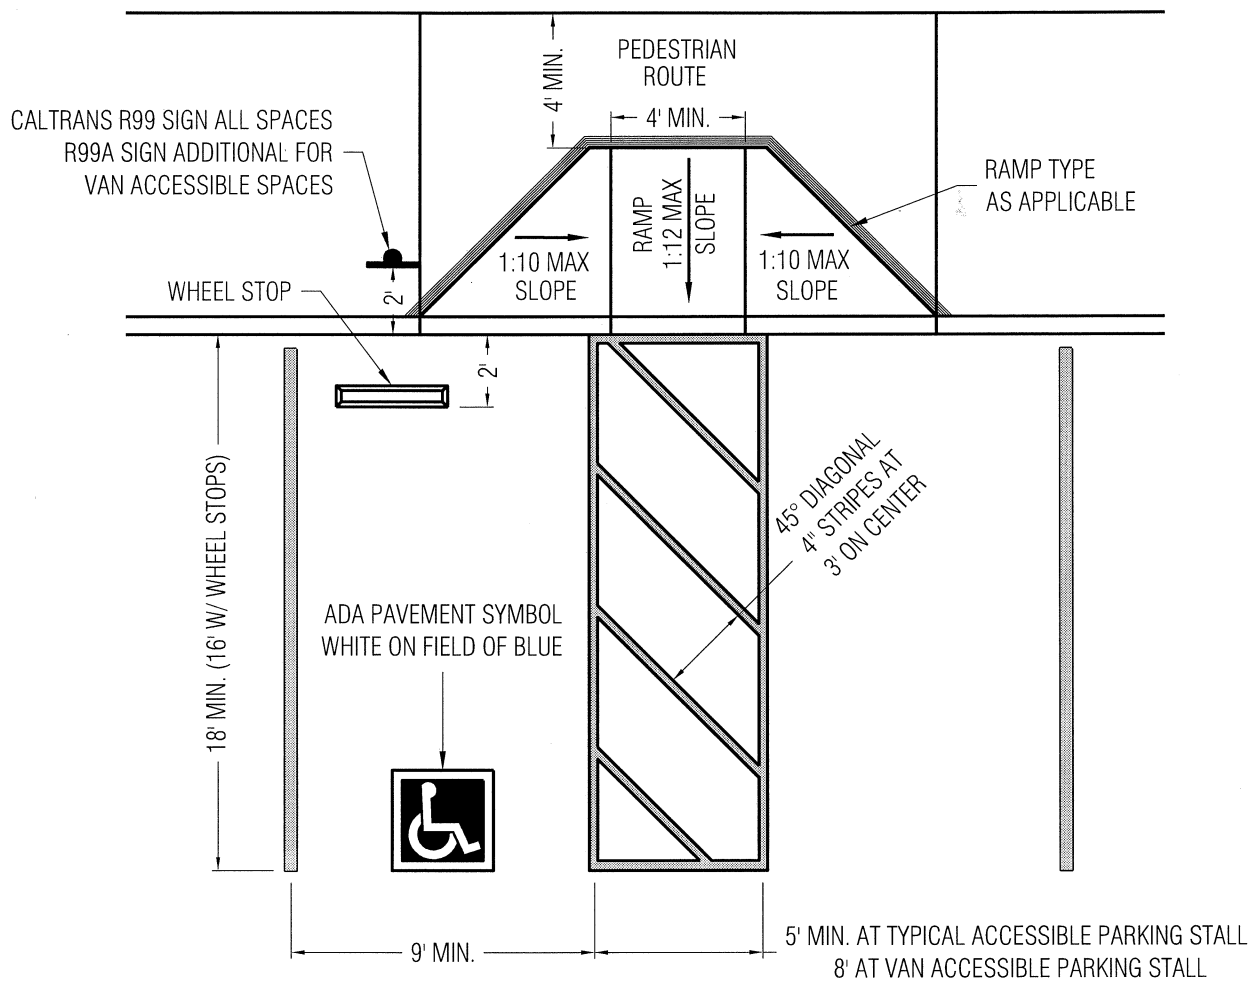 PEDESTRIAN
ROUTE
4' MIN.
4' MIN.
CALTRANS R99 SIGN ALL SPACES
R99A SIGN ADDITIONAL FOR
VAN ACCESSIBLE SPACES
RAMP TYPE
AS APPLICABLE
RAMP
1:12 MAX
SLOPE
1:10 MAX
SLOPE
1:10 MAX
SLOPE
WHEEL STOP
2'
2'
18' MIN. (16' W/ WHEEL STOPS)
45° DIAGONAL
4" STRIPES AT
3' ON CENTER
ADA PAVEMENT SYMBOL
WHITE ON FIELD OF BLUE
9' MIN.
5' MIN. AT TYPICAL ACCESSIBLE PARKING STALL
8' AT VAN ACCESSIBLE PARKING STALL